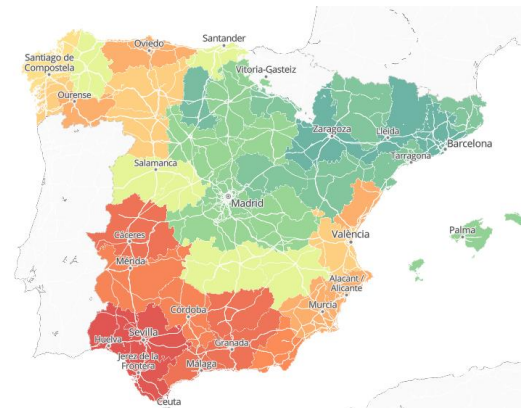 Santander
Oviedo
Santiago de
Compostela
Vitoria-Gasteiz
Ourense
Zaragoza
Lleida
Barcelona
Tarragona
Salamanca
Madrid
Palma
València
Cáceres
Mérida
Alacant /
Alicante
Murcia
Córdoba
Sevilla
Huelva
Granada
Jerez de la
Frontera
Málaga
Ceuta